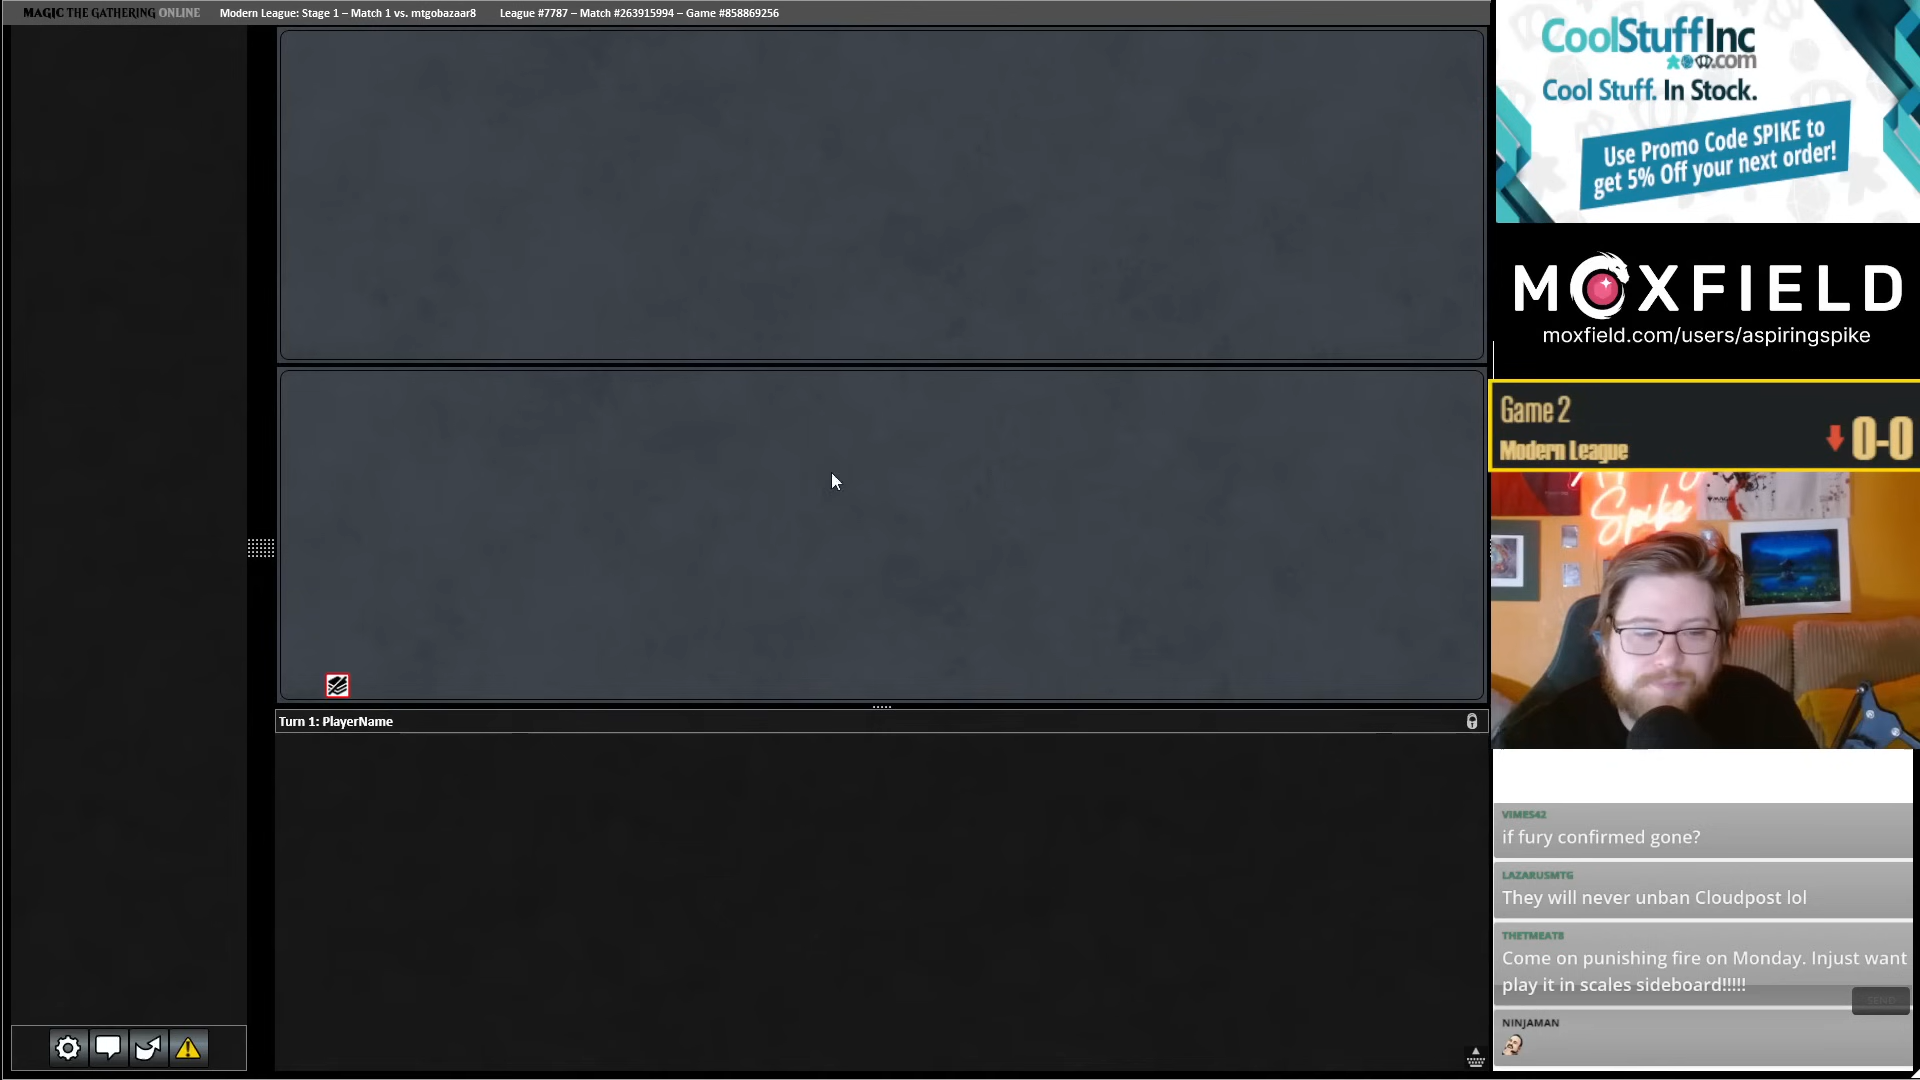 MAGIC THE GATHERING ONLINE
Modern League: Stage 1 – Match 1 vs. mtgobazaar8
League #7787 – Match #263915994 – Game #858869256
CoolStuffInc
.com
Cool Stuff. In Stock.
Use Promo Code SPIKE to
get 5% Off your next order!
MOXFIELD
moxfield.com/users/aspiringspike
Game 2
Modern League
0-0
Spike
Turn 1: PlayerName
VIMES42
if fury confirmed gone?
LAZARUSMTG
They will never unban Cloudpost lol
THETMEAT8
Come on punishing fire on Monday. Injust want
play it in scales sideboard!!!!!
SEND
NINJAMAN